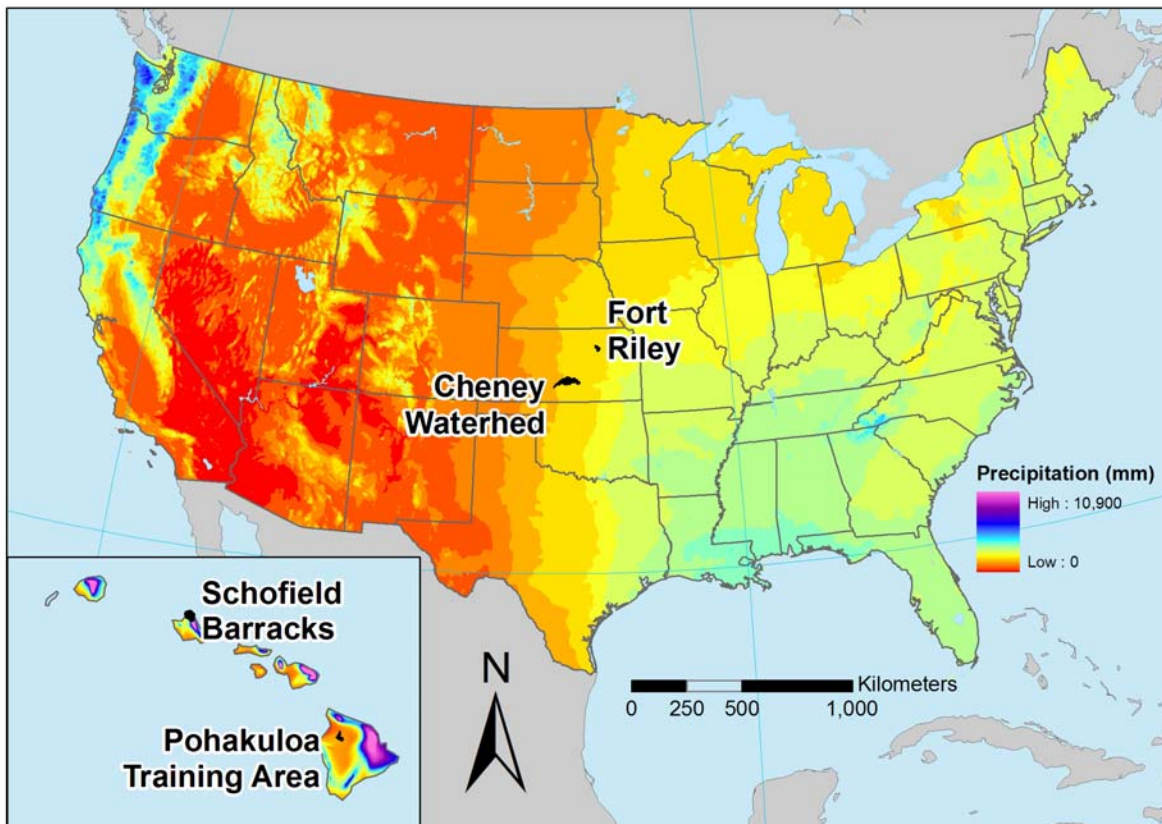 Fort
Riley
Cheney
Waterhed
Precipitation (mm)
High : 10,900
Low : 0
Schofield
Barracks
N
Kilometers
0 250 500 1,000
Pohakuloa
Training Area